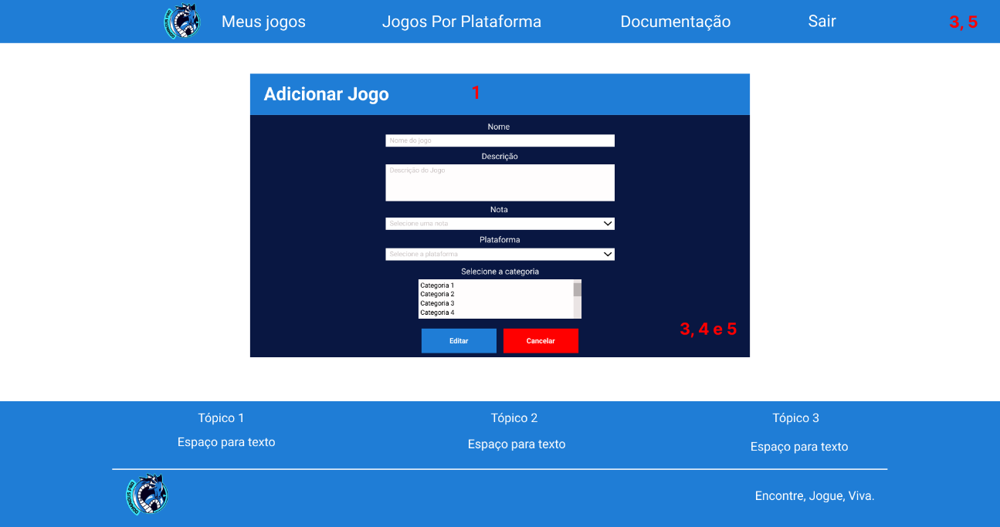 Meus jogos Jogos Por Plataforma Documentação Sair 3, 5
Adicionar Jogo 1
Nome
Nome do jogo
Descrição
Descrição do Jogo
Nota
Selecione uma nota
Plataforma
Selecione a plataforma
Selecione a categoria
Categoria 1
Categoria 2
Categoria 3
Categoria 4
3, 4 e 5
Editar Cancelar
Tópico 1 Tópico 2 Tópico 3
Espaço para texto Espaço para texto Espaço para texto
Encontre, Jogue, Viva.